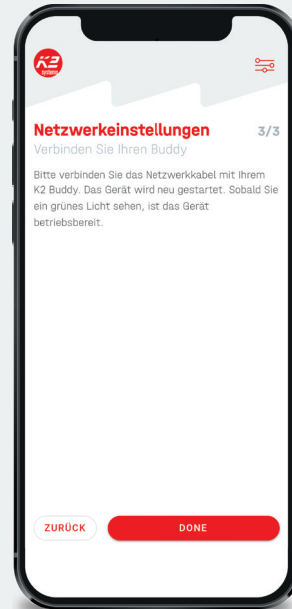 K2
systems
Netzwerkeinstellungen 3/3
Verbinden Sie Ihren Buddy
Bitte verbinden Sie das Netzwerkkabel mit Ihrem
K2 Buddy. Das Gerät wird neu gestartet. Sobald Sie
ein grünes Licht sehen, ist das Gerät
betriebsbereit.
ZURÜCK DONE